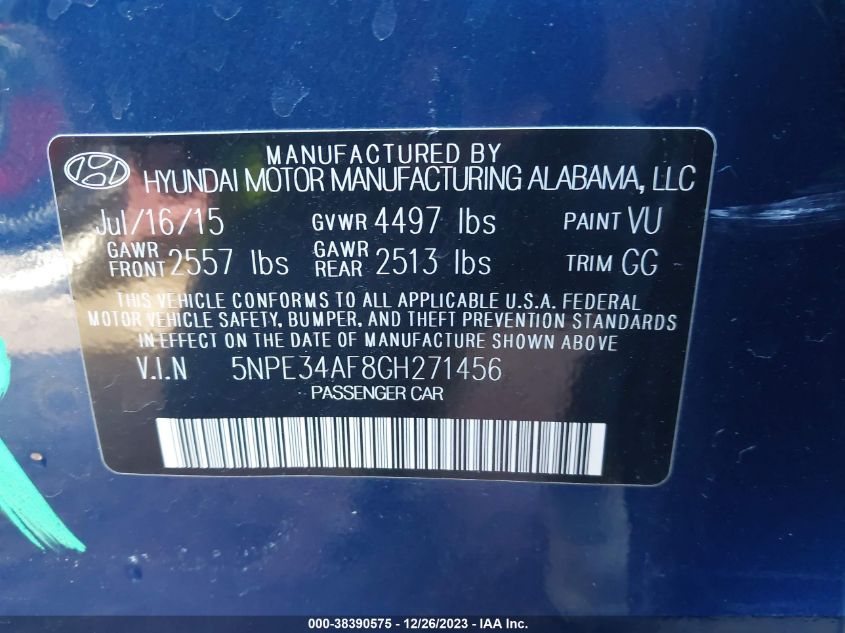 MANUFACTURED BY
HYUNDAI MOTOR MANUFACTURING ALABAMA, LLC
Jul/16/15 GVWR 4497 lbs PAINT VU
GAWR FRONT 2557 lbs GAWR REAR 2513 lbs TRIM GG
THIS VEHICLE CONFORMS TO ALL APPLICABLE U.S.A. FEDERAL
MOTOR VEHICLE SAFETY, BUMPER, AND THEFT PREVENTION STANDARDS
IN EFFECT ON THE DATE OF MANUFACTURE SHOWN ABOVE.
V.I.N 5NPE34AF8GH271456
PASSENGER CAR
000-38390575 - 12/26/2023 - IAA Inc.